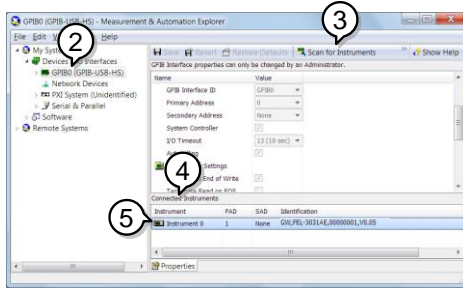 GPIB0 (GPIB-USB-HS) - Measurement & Automation Explorer
3
File Edit Help
2
My Sy
Save Revert Restore Defaults Scan for Instruments Show Help
GPIB Interface properties can only be changed by an Administrator.
Devices and Interfaces
GPIB0 (GPIB-USB-HS)
Network Devices
PXI System (Unidentified)
Serial & Parallel
Software
Remote Systems
Name Value
GPIB Interface ID GPIB0
Primary Address 0
Secondary Address None
System Controller
I/O Timeout 13 (10 sec)
Settings
4
End of Write
Connected Instruments
5
Instrument PAD SAD Identification
Instrument 0 1 None GW,PEL-3031AE,00000001,V0.05
Properties